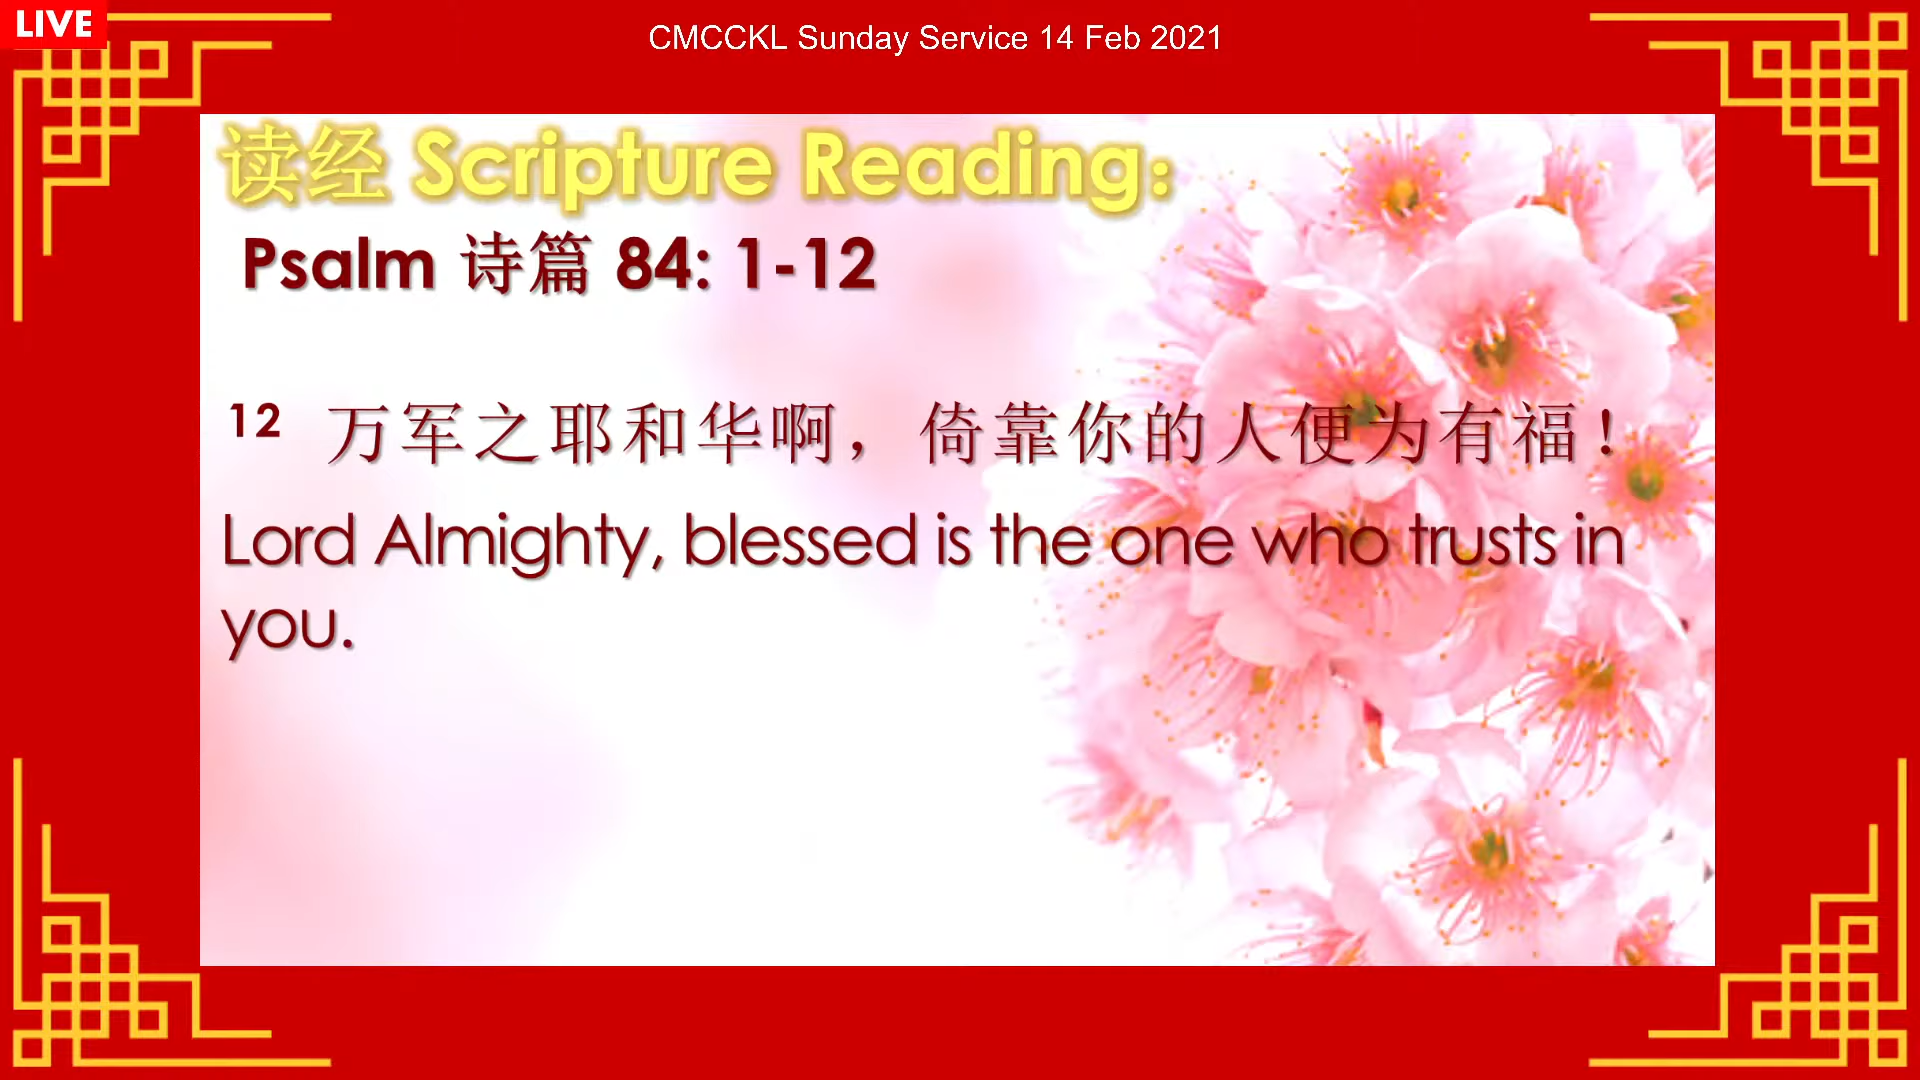 LIVE
CMCCKL Sunday Service 14 Feb 2021
读经 Scripture Reading:
Psalm 诗篇 84: 1-12
12 万军之耶和华啊，倚靠你的人便为有福！
Lord Almighty, blessed is the one who trusts in
you.